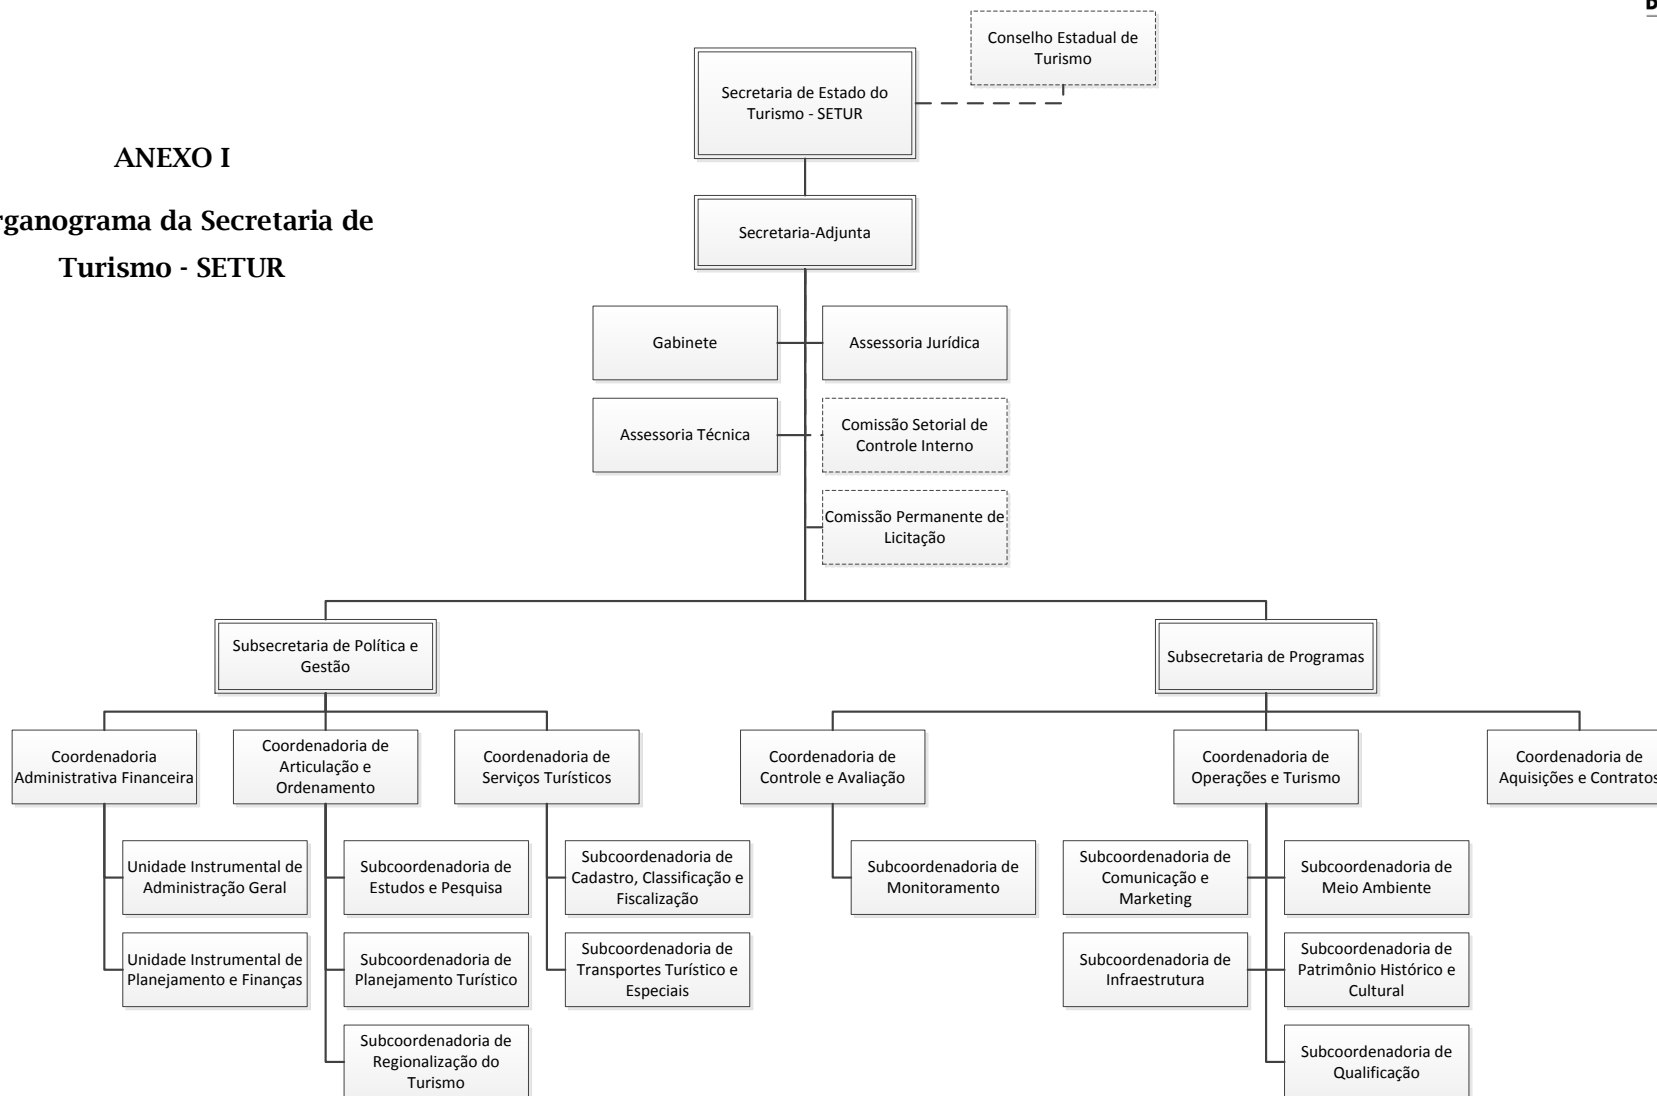 Conselho Estadual de
Turismo
Secretaria de Estado do
Turismo - SETUR
ANEXO I
rganograma da Secretaria de
Turismo - SETUR
Secretaria-Adjunta
Gabinete
Assessoria Jurídica
Assessoria Técnica
Comissão Setorial de
Controle Interno
Comissão Permanente de
Licitação
Subsecretaria de Política e
Gestão
Subsecretaria de Programas
Coordenadoria
Administrativa Financeira
Coordenadoria de
Articulação e
Ordenamento
Coordenadoria de
Serviços Turísticos
Coordenadoria de
Controle e Avaliação
Coordenadoria de
Operações e Turismo
Coordenadoria de
Aquisições e Contratos
Unidade Instrumental de
Administração Geral
Subcoordenadoria de
Estudos e Pesquisa
Subcoordenadoria de
Cadastro, Classificação e
Fiscalização
Subcoordenadoria de
Monitoramento
Subcoordenadoria de
Comunicação e
Marketing
Subcoordenadoria de
Meio Ambiente
Unidade Instrumental de
Planejamento e Finanças
Subcoordenadoria de
Planejamento Turístico
Subcoordenadoria de
Transportes Turístico e
Especiais
Subcoordenadoria de
Infraestrutura
Subcoordenadoria de
Patrimônio Histórico e
Cultural
Subcoordenadoria de
Regionalização do
Turismo
Subcoordenadoria de
Qualificação